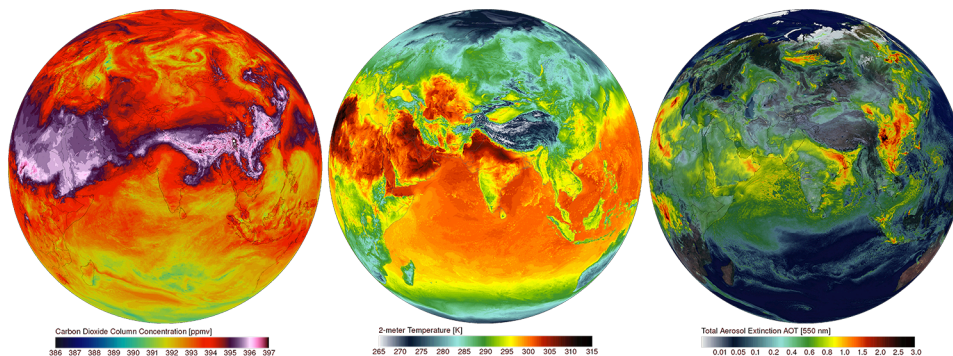 Carbon Dioxide Column Concentration [ppmv]
386 387 388 389 390 391 392 393 394 395 396 397
2-meter Temperature [K]
265 270 275 280 285 290 295 300 305 310 315
Total Aerosol Extinction AOT [550 nm]
0.01 0.05 0.1 0.2 0.4 0.6 0.8 1.0 1.5 2.0 2.5 3.0